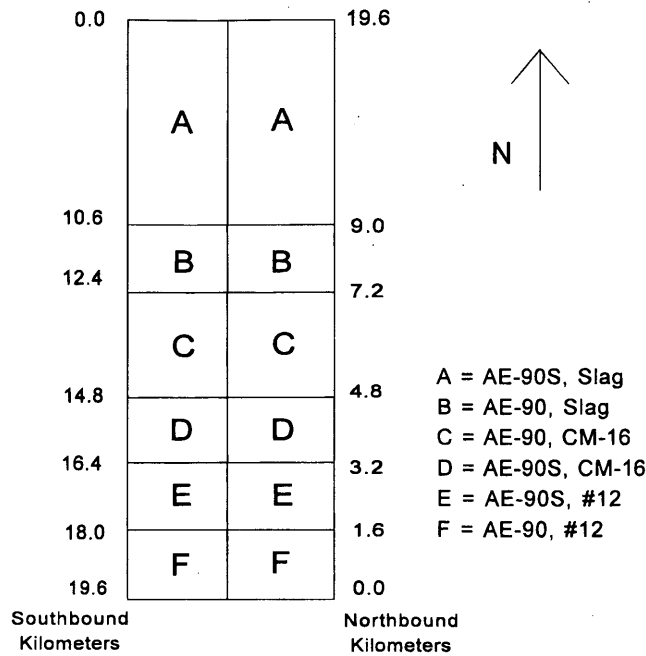 0.0 19.6
A A
N
10.6 9.0
B B
12.4 7.2
C C
14.8 4.8
D D
16.4 3.2
E E
18.0 1.6
F F
19.6 0.0
A = AE-90S, Slag
B = AE-90, Slag
C = AE-90, CM-16
D = AE-90S, CM-16
E = AE-90S, #12
F = AE-90, #12
Southbound
Kilometers
Northbound
Kilometers